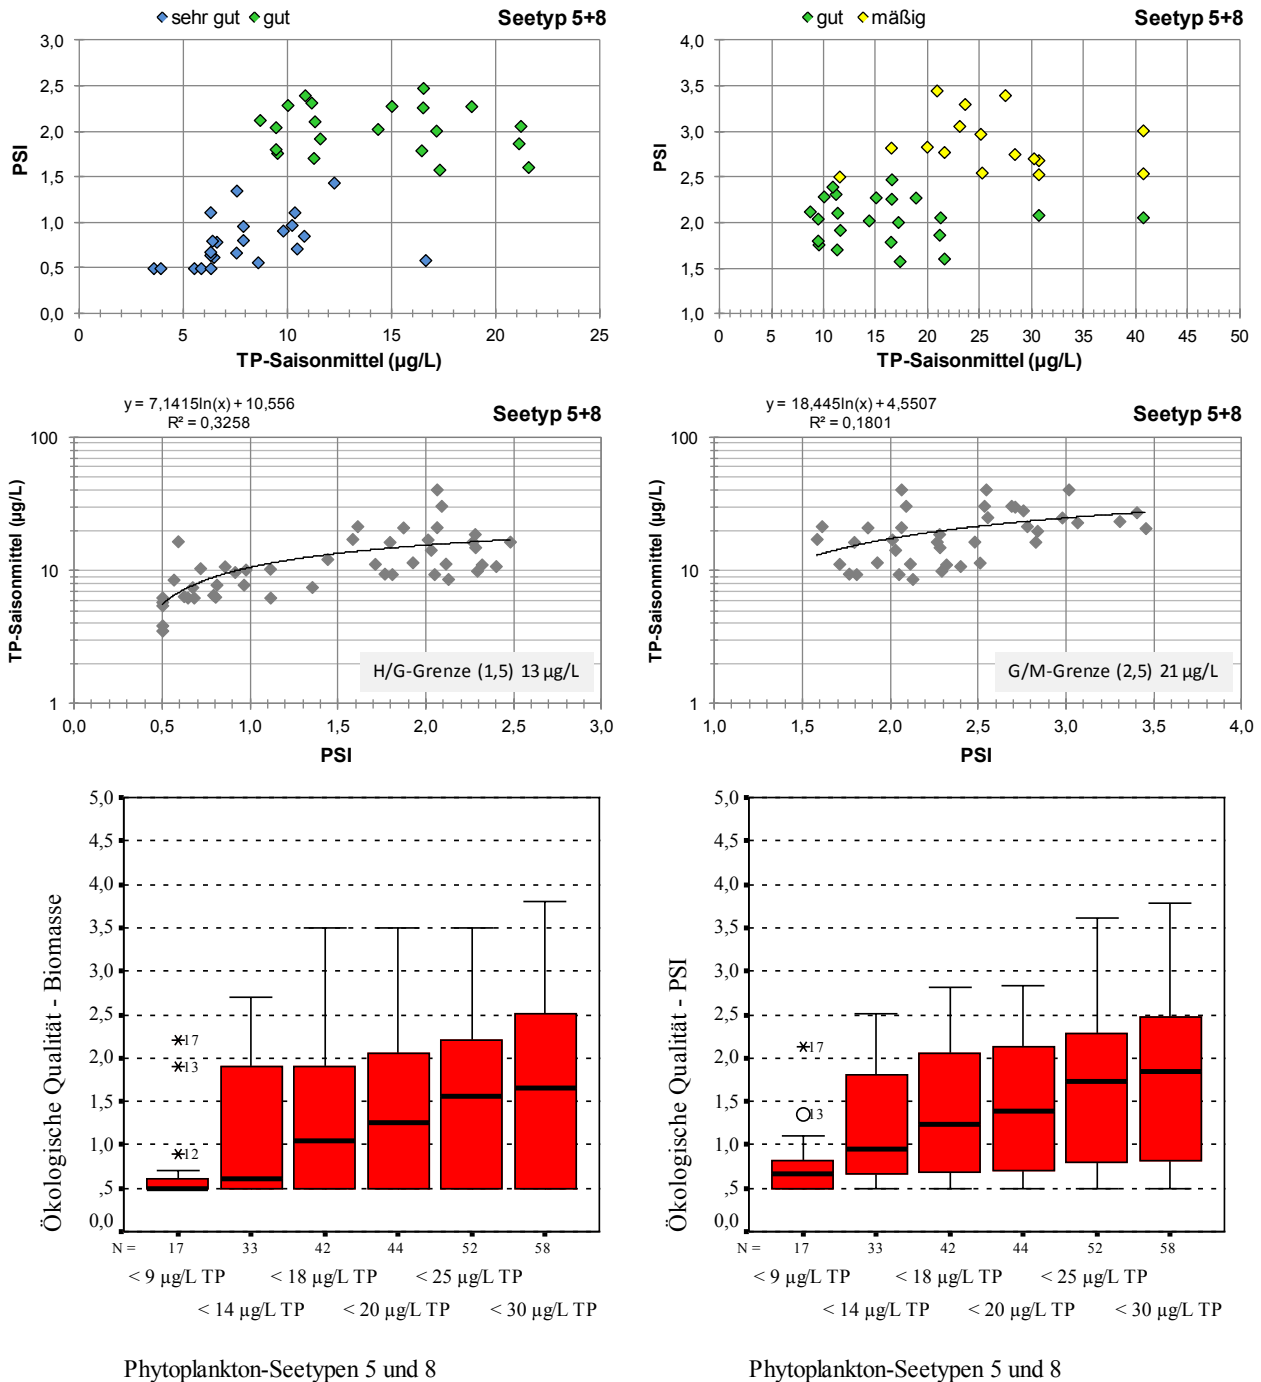 sehr gut gut Seetyp 5+8
3,0
2,5
2,0
1,5
1,0
0,5
0,0
PSI
0 5 10 15 20 25
TP-Saisonmittel (µg/L)
gut mäßig Seetyp 5+8
4,0
3,5
3,0
2,5
2,0
1,5
1,0
PSI
0 5 10 15 20 25 30 35 40 45 50
TP-Saisonmittel (µg/L)
y = 7,1415ln(x) + 10,556
R² = 0,3258
Seetyp 5+8
100
10
1
TP-Saisonmittel (µg/L)
H/G-Grenze (1,5) 13 µg/L
0,0 0,5 1,0 1,5 2,0 2,5 3,0
PSI
y = 18,445ln(x) + 4,5507
R² = 0,1801
Seetyp 5+8
100
10
1
TP-Saisonmittel (µg/L)
G/M-Grenze (2,5) 21 µg/L
1,0 1,5 2,0 2,5 3,0 3,5 4,0
PSI
5,0
4,5
4,0
3,5
3,0
2,5
2,0
1,5
1,0
,5
0,0
Ökologische Qualität - Biomasse
17
13
12
N = 17 33 42 44 52 58
< 9 µg/L TP < 18 µg/L TP < 25 µg/L TP
< 14 µg/L TP < 20 µg/L TP < 30 µg/L TP
Phytoplankton-Seetypen 5 und 8
5,0
4,5
4,0
3,5
3,0
2,5
2,0
1,5
1,0
,5
0,0
Ökologische Qualität - PSI
17
13
N = 17 33 42 44 52 58
< 9 µg/L TP < 18 µg/L TP < 25 µg/L TP
< 14 µg/L TP < 20 µg/L TP < 30 µg/L TP
Phytoplankton-Seetypen 5 und 8